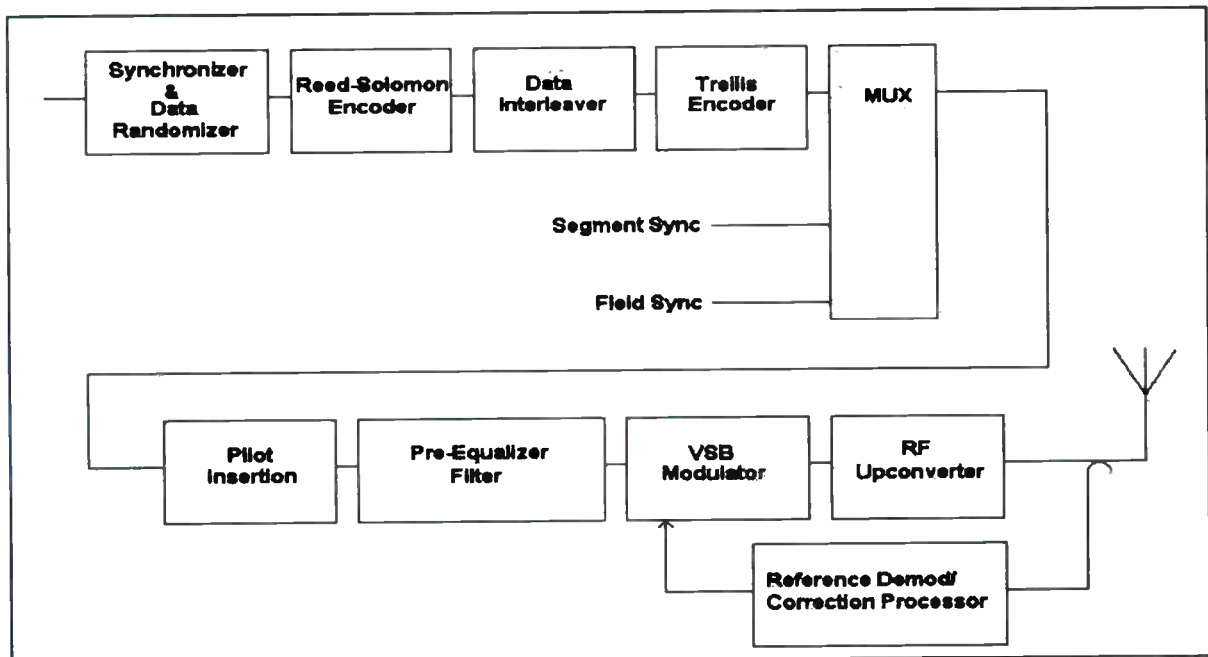 Synchronizer
&
Data
Randomizer
Reed-Solomon
Encoder
Data
Interleaver
Trellis
Encoder
MUX
Segment Sync
Field Sync
Pilot
Insertion
Pre-Equalizer
Filter
VSB
Modulator
RF
Upconverter
Reference Demod/
Correction Processor